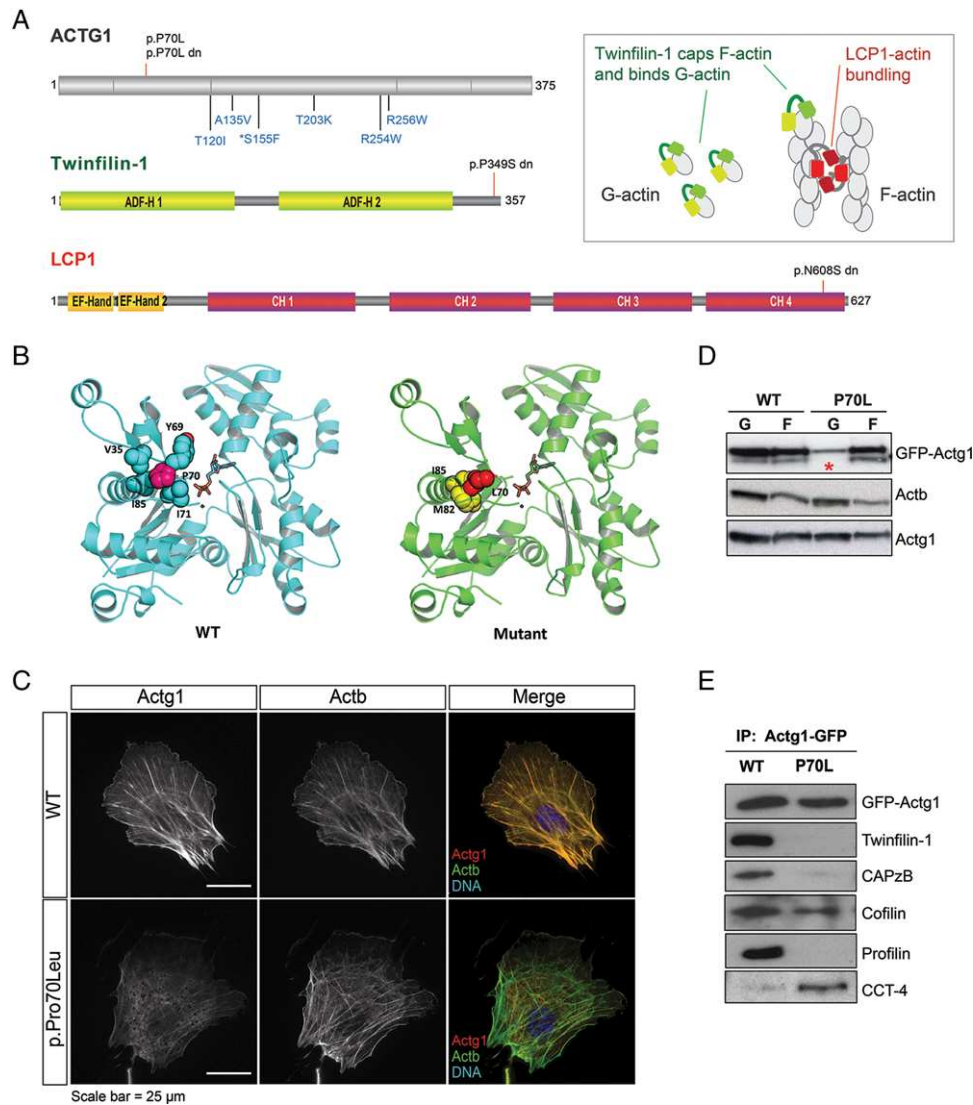 A
ACTG1
p.P70L
p.P70L dn
1
375
T120I
A135V
*S155F
T203K
R254W
R256W
Twinfilin-1
p.P349S dn
1
ADF-H 1
ADF-H 2
357
LCP1
p.N608S dn
1
EF-Hand 1
EF-Hand 2
CH 1
CH 2
CH 3
CH 4
627
Twinfilin-1 caps F-actin
and binds G-actin
LCP1-actin
bundling
G-actin
F-actin
B
V35
Y69
P70
I85
I71
WT
I85
L70
M82
Mutant
C
Actg1
Actb
Merge
WT
Actg1
Actb
DNA
p.Pro70Leu
Actg1
Actb
DNA
Scale bar = 25 µm
D
WT
P70L
G
F
G
F
GFP-Actg1
*
Actb
Actg1
E
IP: Actg1-GFP
WT
P70L
GFP-Actg1
Twinfilin-1
CAPzB
Cofilin
Profilin
CCT-4